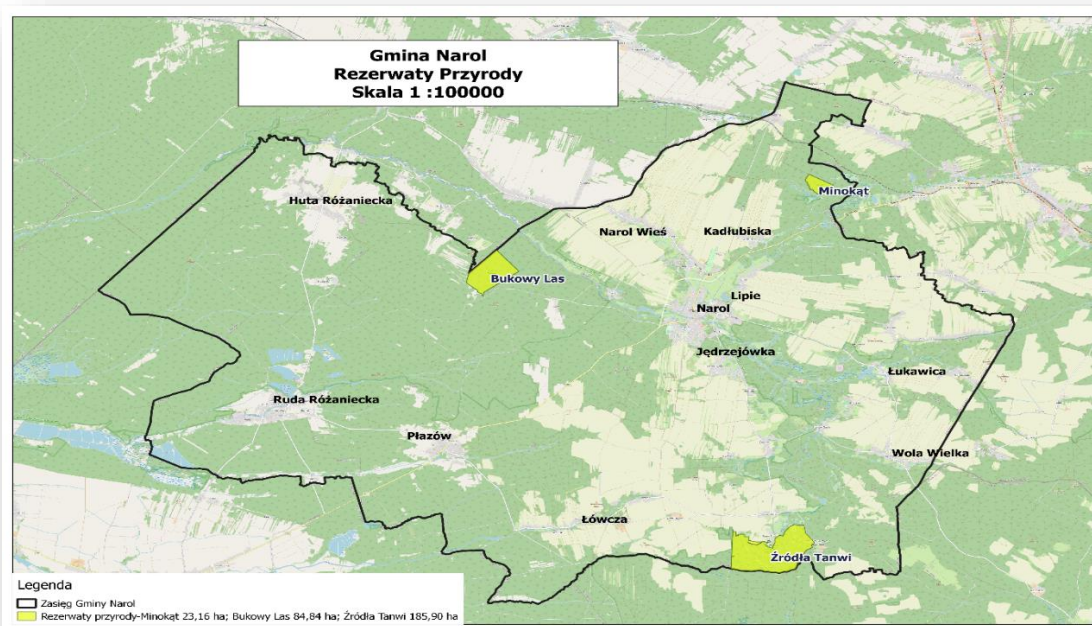 Gmina Narol
Rezerwaty Przyrody
Skala 1 :100000
Minokąt
Huta Różaniecka
Narol Wieś
Kadłubiska
Bukowy Las
Lipie
Narol
Jędrzejówka
Łukawica
Ruda Różaniecka
Płazów
Wola Wielka
Łówcza
Źródła Tanwi
Legenda
Zasięg Gminy Narol
Rezerwaty przyrody-Minokąt 23,16 ha; Bukowy Las 84,84 ha; Źródła Tanwi 185,90 ha